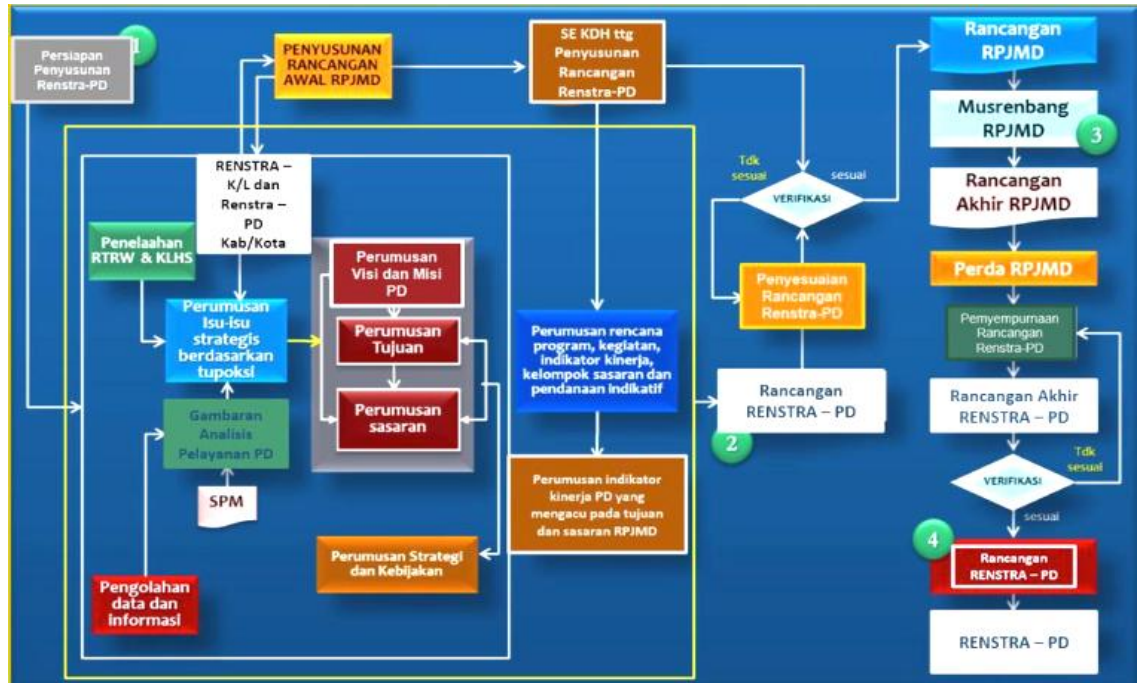 Persiapan
Penyusunan
Renstra-PD
1
PENYUSUNAN
RANCANGAN
AWAL RPJMD
SE KDH ttg
Penyusunan
Rancangan
Renstra-PD
RENSTRA –
K/L dan
Renstra –
PD
Kab/Kota
Penelaahan
RTRW & KLHS
Perumusan
Isu-isu
strategis
berdasarkan
tupoksi
Gambaran
Analisis
Pelayanan PD
SPM
Pengolahan
data dan
informasi
Perumusan
Visi dan Misi
PD
Perumusan
Tujuan
Perumusan
sasaran
Perumusan Strategi
dan Kebijakan
Perumusan rencana
program, kegiatan,
indikator kinerja,
kelompok sasaran dan
pendanaan indikatif
Perumusan indikator
kinerja PD yang
mengacu pada tujuan
dan sasaran RPJMD
Rancangan
RENSTRA – PD
2
Penyesuaian
Rancangan
Renstra-PD
Tdk
sesuai
sesuai
VERIFIKASI
Rancangan
RPJMD
Musrenbang
RPJMD
3
Rancangan
Akhir RPJMD
Perda RPJMD
Pemyempurnaan
Rancangan
Renstra-PD
Rancangan Akhir
RENSTRA – PD
Tdk
sesuai
VERIFIKASI
sesuai
4
Rancangan
RENSTRA – PD
RENSTRA – PD